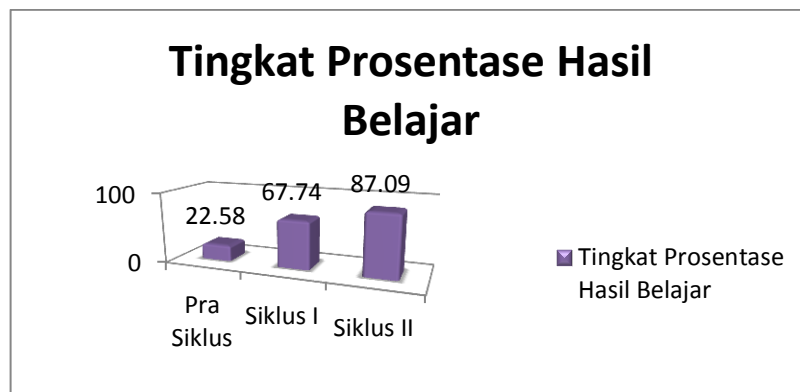 Tingkat Prosentase Hasil
Belajar
100
0
22.58
67.74
87.09
Pra
Siklus
Siklus I
Siklus II
Tingkat Prosentase
Hasil Belajar